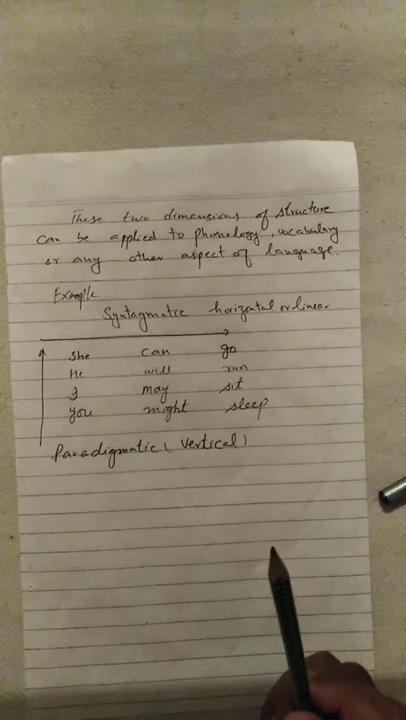 These two dimensions of structure
can be applied to phonology, vocabulary
or any other aspect of language.
Example
Syntagmatic horizontal or linear
She can go
He will run
I may sit
you might sleep
Paradigmatic (vertical)